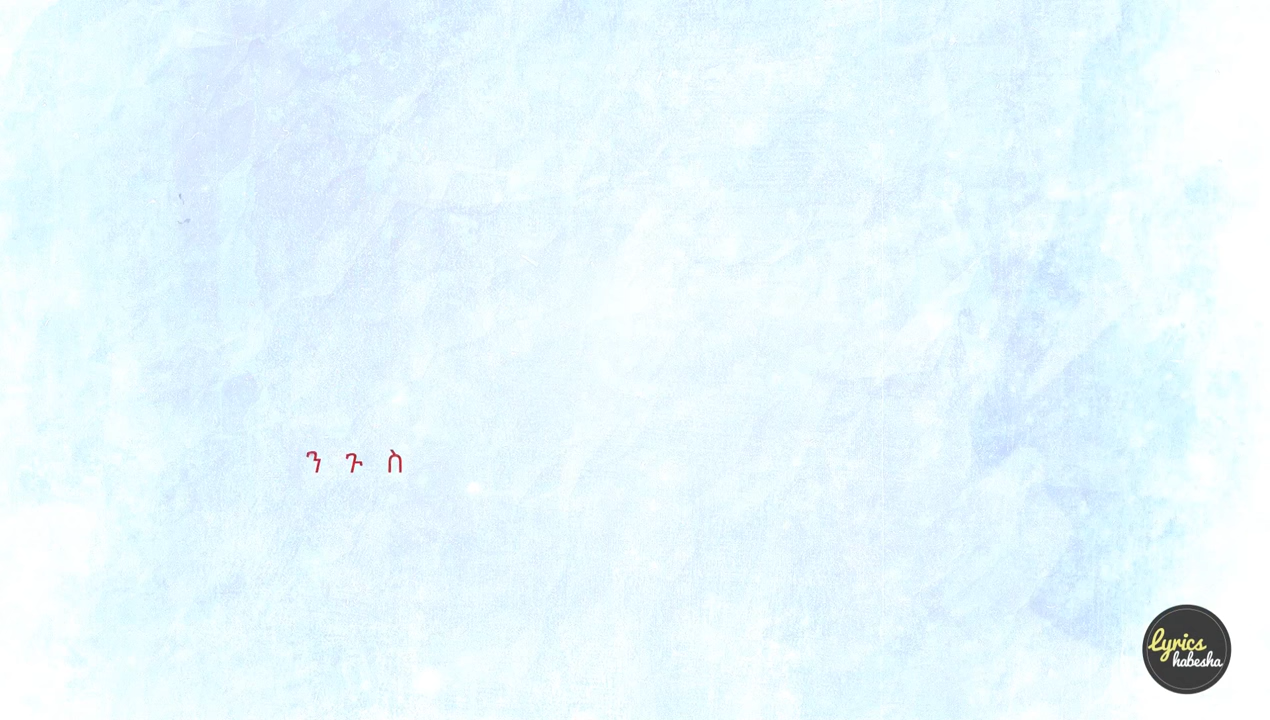 ን ጉ ስ
Lyrics
habesha